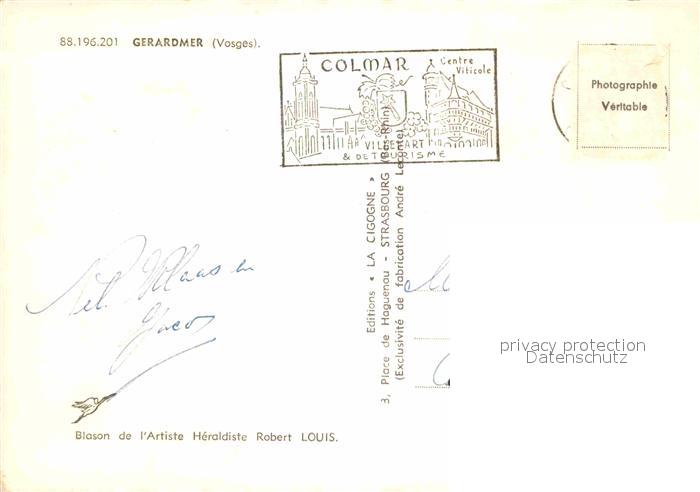 88.196.201 GERARDMER (Vosges).
COLMAR
Centre
Viticole
VILLE D'ART
& DE TOURISME
Photographie
Véritable
Editions « LA CIGOGNE »
3, Place de Haguenau - STRASBOURG (Bas-Rhin)
(Exclusivité de fabrication André Leconte)
privacy protection
Datenschutz
Blason de l'Artiste Héraldiste Robert LOUIS.